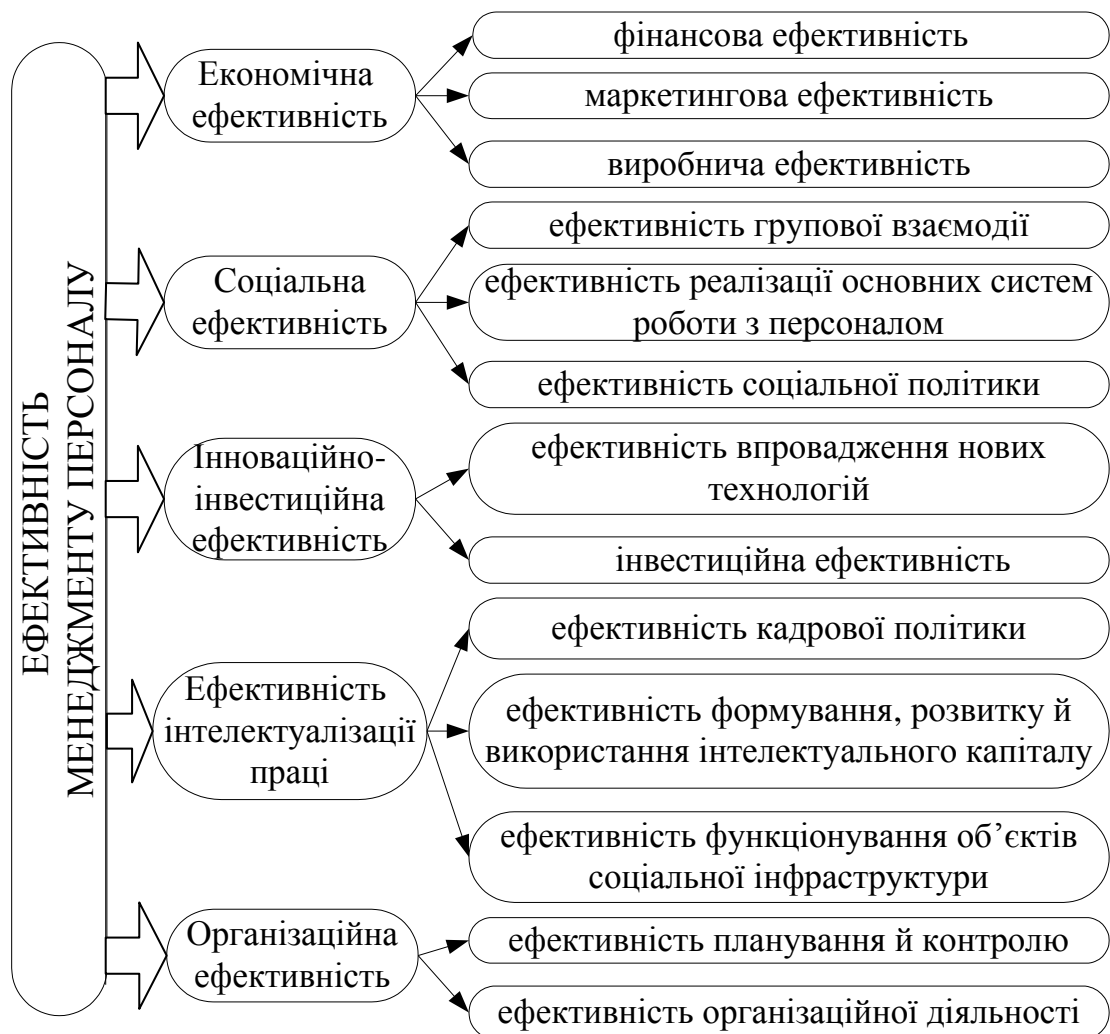 ЕФЕКТИВНІСТЬ
МЕНЕДЖМЕНТУ ПЕРСОНАЛУ
Економічна
ефективність
фінансова ефективність
маркетингова ефективність
виробнича ефективність
Соціальна
ефективність
ефективність групової взаємодії
ефективність реалізації основних систем
роботи з персоналом
ефективність соціальної політики
Інноваційно-
інвестиційна
ефективність
ефективність впровадження нових
технологій
інвестиційна ефективність
Ефективність
інтелектуалізації
праці
ефективність кадрової політики
ефективність формування, розвитку й
використання інтелектуального капіталу
ефективність функціонування об’єктів
соціальної інфраструктури
Організаційна
ефективність
ефективність планування й контролю
ефективність організаційної діяльності